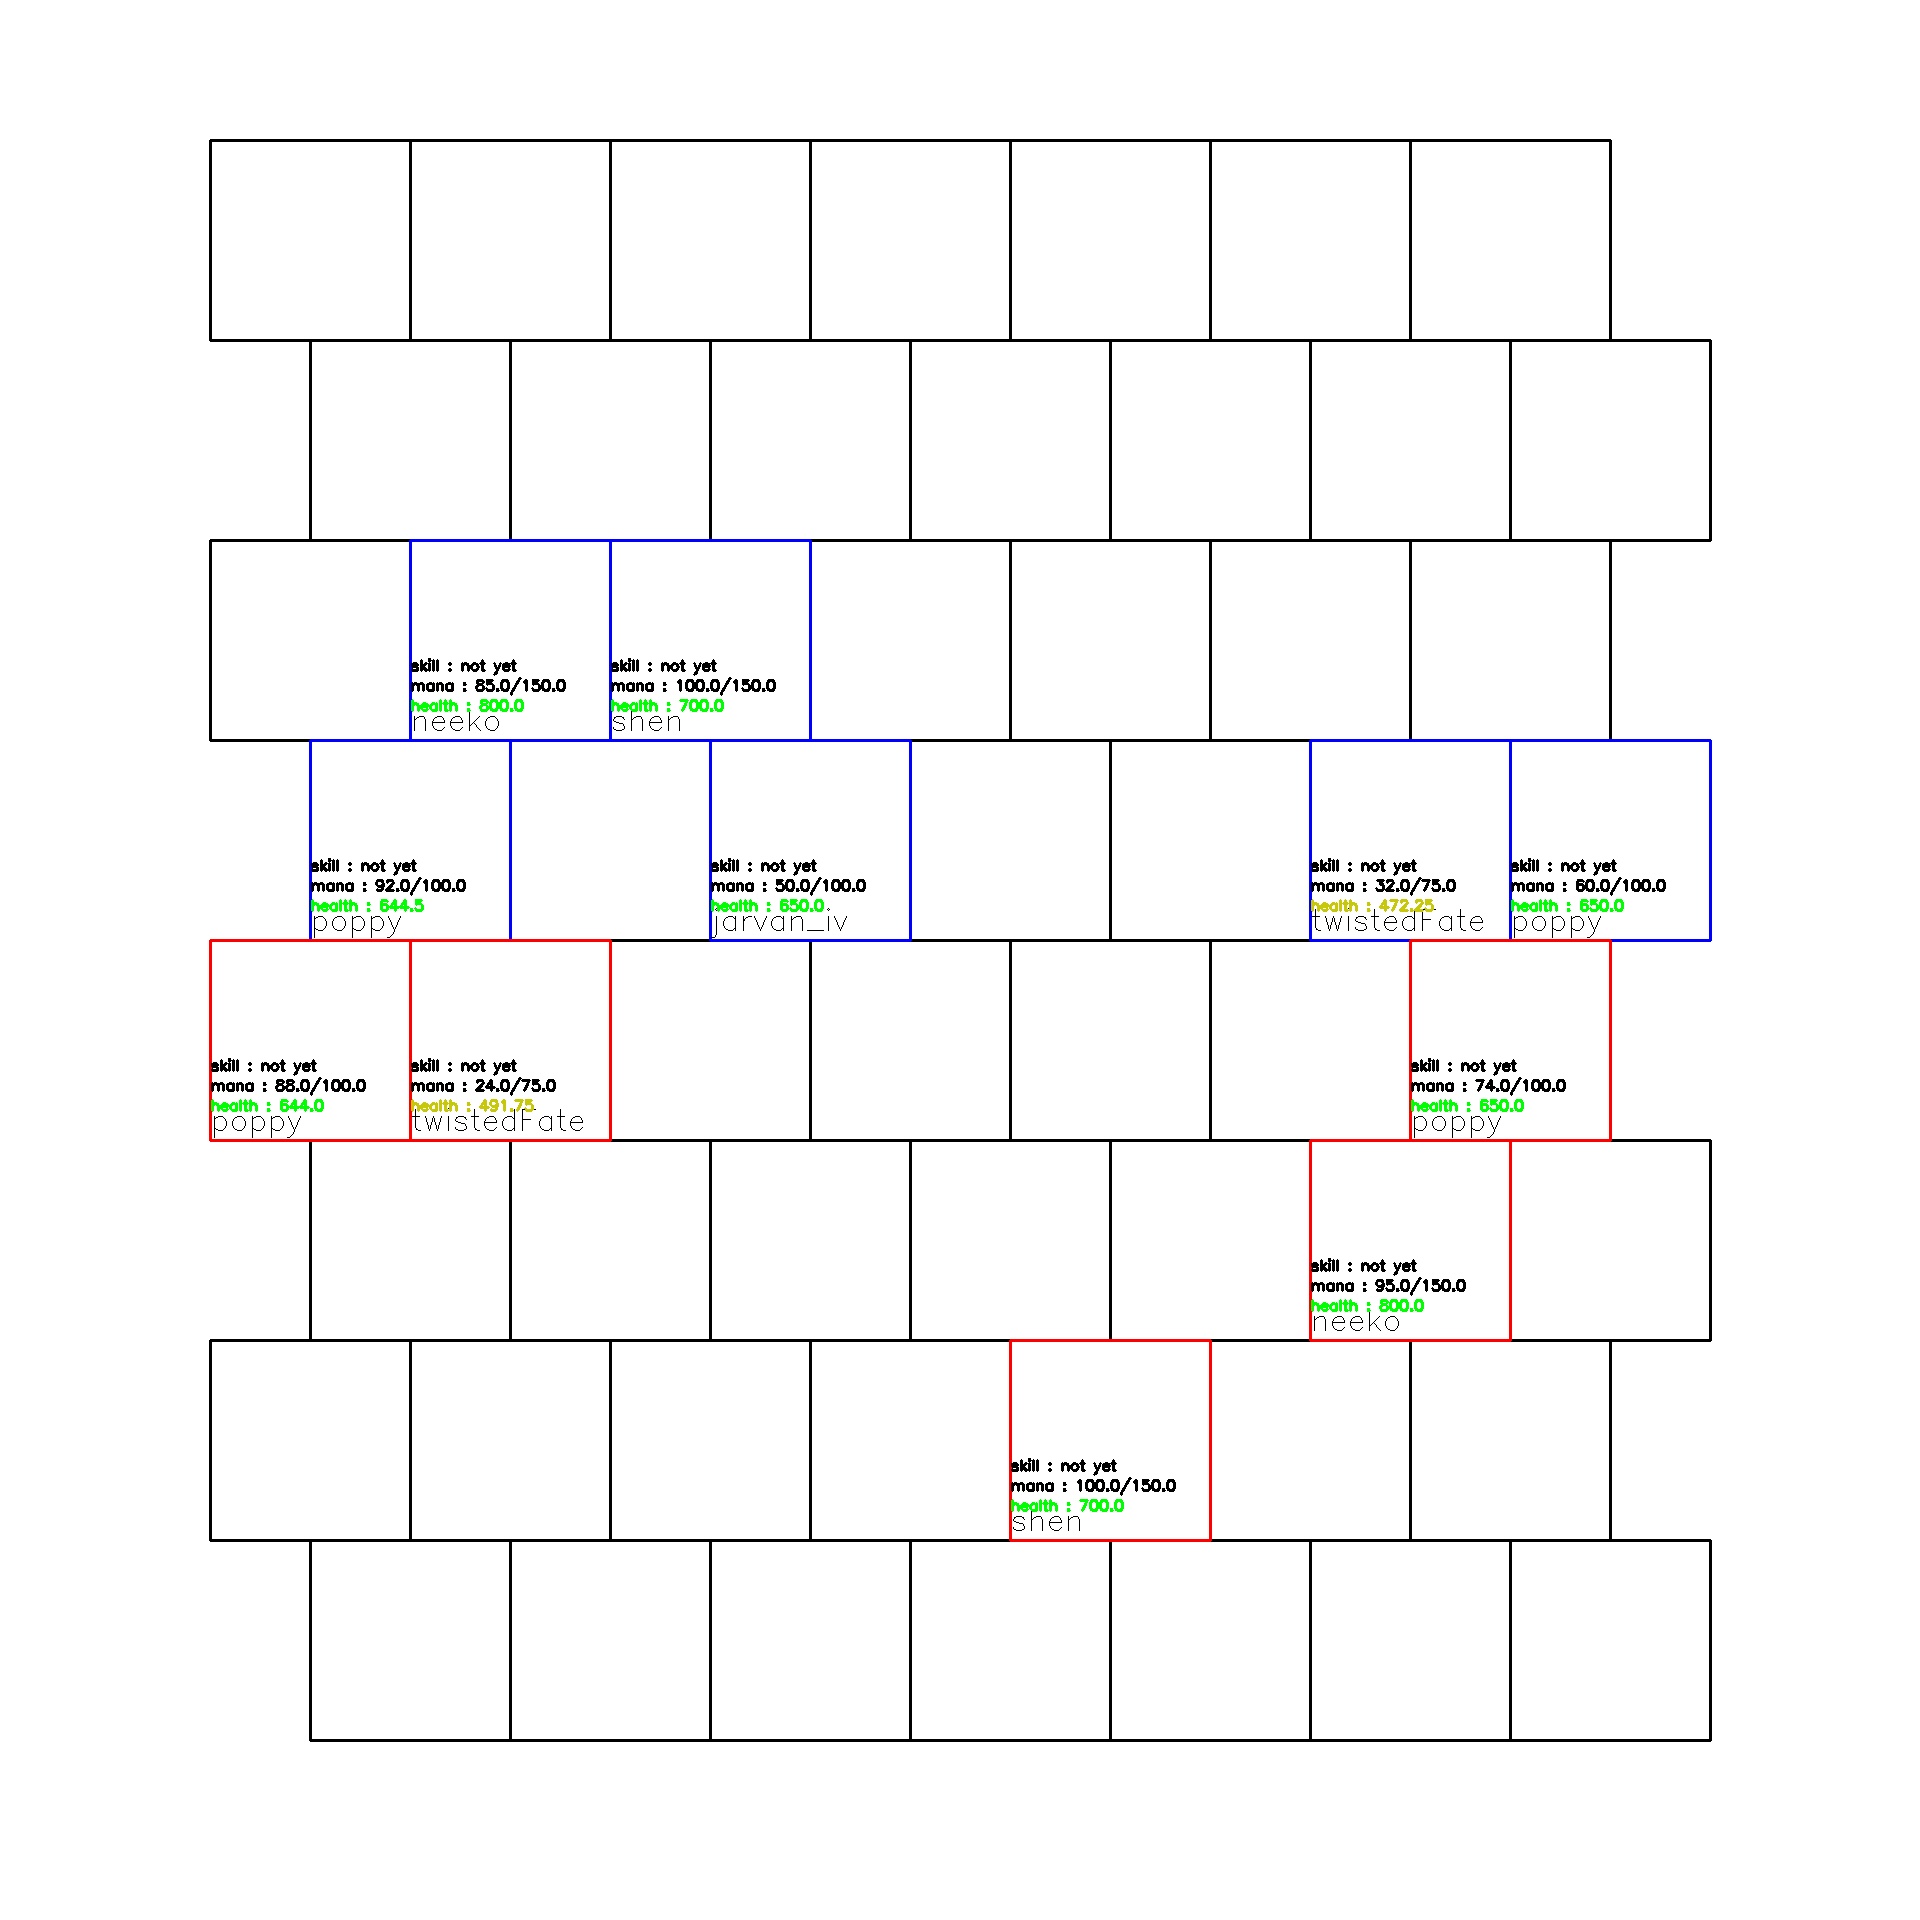 skill : not yet
mana : 85.0/150.0
health : 800.0
neeko
skill : not yet
mana : 100.0/150.0
health : 700.0
shen
skill : not yet
mana : 92.0/100.0
health : 644.5
poppy
skill : not yet
mana : 50.0/100.0
health : 650.0
jarvan_iv
skill : not yet
mana : 32.0/75.0
health : 472.25
twistedFate
skill : not yet
mana : 60.0/100.0
health : 650.0
poppy
skill : not yet
mana : 88.0/100.0
health : 644.0
poppy
skill : not yet
mana : 24.0/75.0
health : 491.75
twistedFate
skill : not yet
mana : 74.0/100.0
health : 650.0
poppy
skill : not yet
mana : 95.0/150.0
health : 800.0
neeko
skill : not yet
mana : 100.0/150.0
health : 700.0
shen